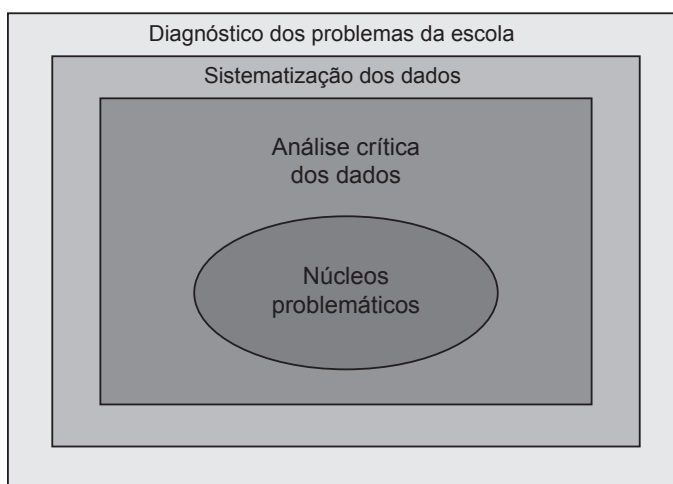 Diagnóstico dos problemas da escola
Sistematização dos dados
Análise crítica
dos dados
Núcleos
problemáticos